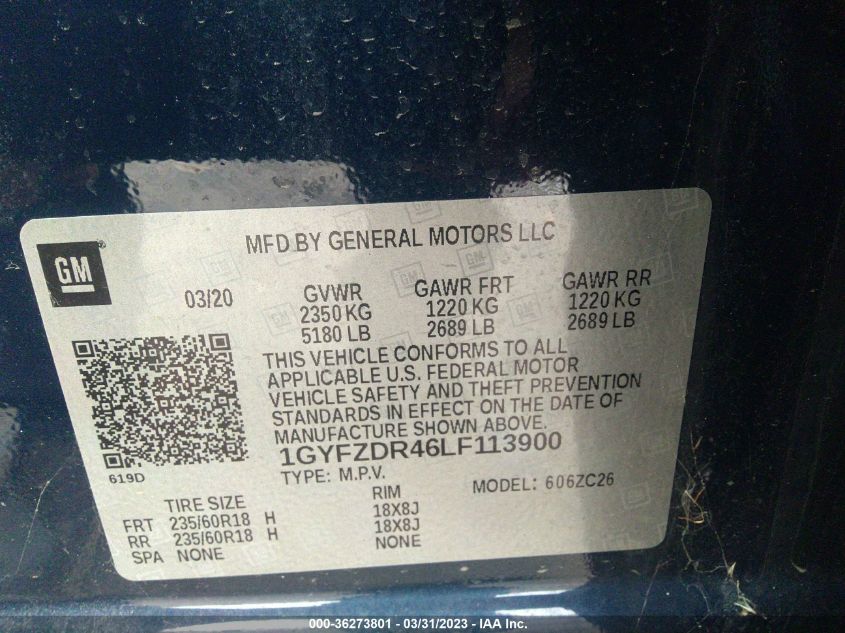 GM
MFD BY GENERAL MOTORS LLC
03/20 GVWR GAWR FRT GAWR RR
2350 KG 1220 KG 1220 KG
5180 LB 2689 LB 2689 LB
THIS VEHICLE CONFORMS TO ALL
APPLICABLE U.S. FEDERAL MOTOR
VEHICLE SAFETY AND THEFT PREVENTION
STANDARDS IN EFFECT ON THE DATE OF
MANUFACTURE SHOWN ABOVE.
1GYFZDR46LF113900
619D
TYPE: M.P.V. MODEL: 606ZC26
TIRE SIZE RIM
FRT 235/60R18 H 18X8J
RR 235/60R18 H 18X8J
SPA NONE NONE
000-36273801 / 03/31/2023 - IAA Inc.